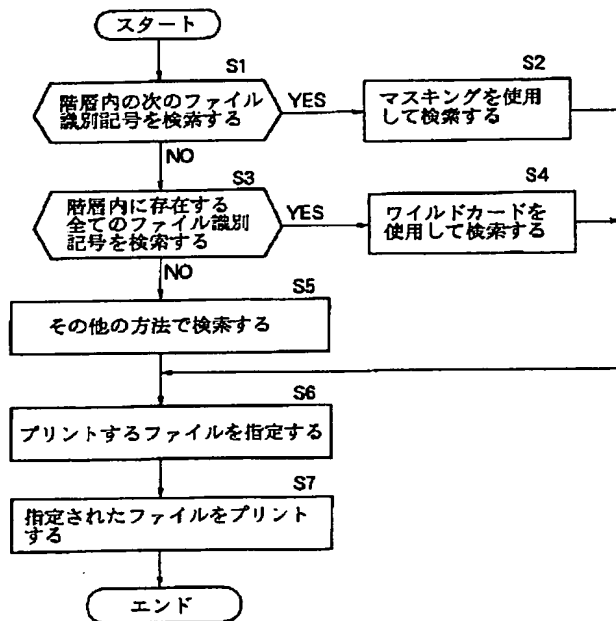 スタート
S1
階層内の次のファイル
識別記号を検索する
YES
S2
マスキングを使用
して検索する
NO
S3
階層内に存在する
全てのファイル識別
記号を検索する
YES
S4
ワイルドカードを
使用して検索する
NO
S5
その他の方法で検索する
S6
プリントするファイルを指定する
S7
指定されたファイルをプリント
する
エンド